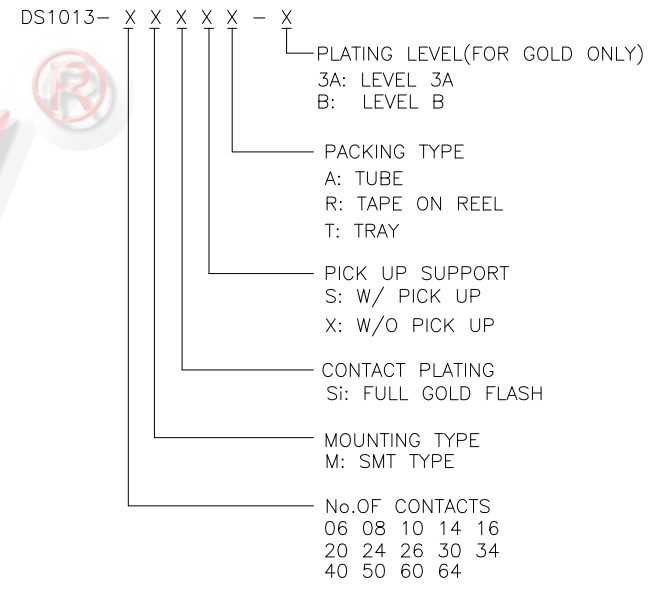 DS1013- X X X X X - X
PLATING LEVEL(FOR GOLD ONLY)
3A: LEVEL 3A
B: LEVEL B
PACKING TYPE
A: TUBE
R: TAPE ON REEL
T: TRAY
PICK UP SUPPORT
S: W/ PICK UP
X: W/O PICK UP
CONTACT PLATING
Si: FULL GOLD FLASH
MOUNTING TYPE
M: SMT TYPE
No.OF CONTACTS
06 08 10 14 16
20 24 26 30 34
40 50 60 64
®